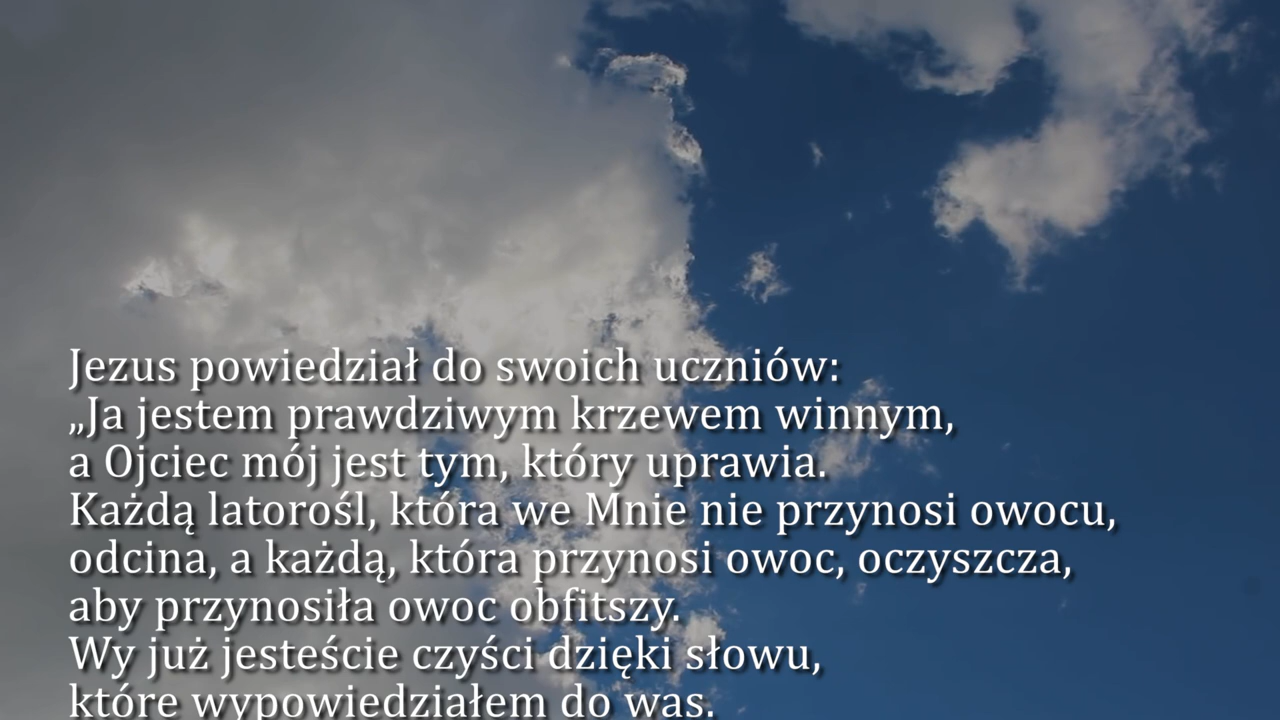 Jezus powiedział do swoich uczniów:
„Ja jestem prawdziwym krzewem winnym,
a Ojciec mój jest tym, który uprawia.
Każdą latorośl, która we Mnie nie przynosi owocu,
odcina, a każdą, która przynosi owoc, oczyszcza,
aby przynosiła owoc obfitszy.
Wy już jesteście czyści dzięki słowu,
które wypowiedziałem do was.